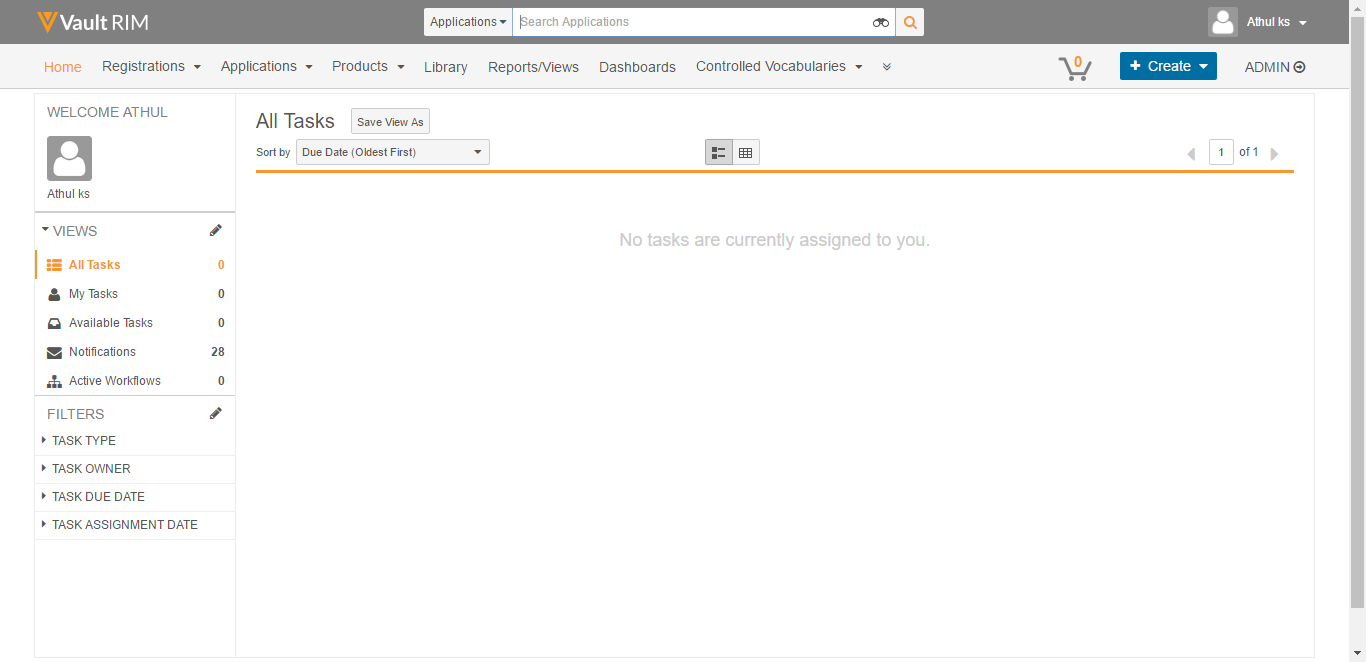 Vault RIM
Applications
Search Applications
Athul ks
Home
Registrations
Applications
Products
Library
Reports/Views
Dashboards
Controlled Vocabularies
0
+ Create
ADMIN
WELCOME ATHUL
Athul ks
VIEWS
All Tasks 0
My Tasks 0
Available Tasks 0
Notifications 28
Active Workflows 0
FILTERS
TASK TYPE
TASK OWNER
TASK DUE DATE
TASK ASSIGNMENT DATE
All Tasks
Save View As
Sort by
Due Date (Oldest First)
1 of 1
No tasks are currently assigned to you.